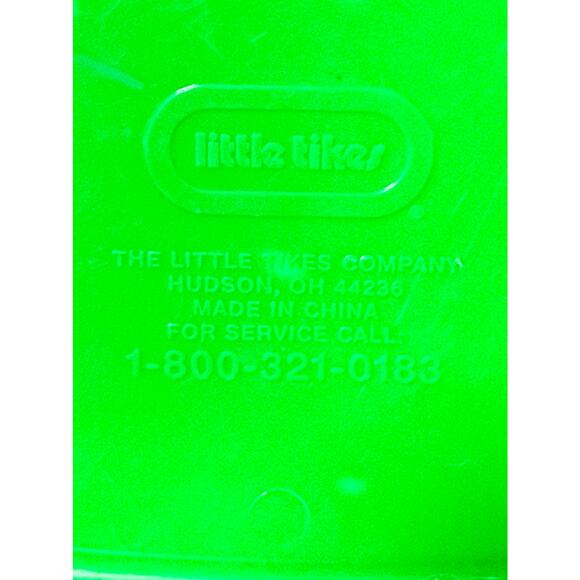 little tikes
THE LITTLE TIKES COMPANY
HUDSON, OH 44236
MADE IN CHINA
FOR SERVICE CALL:
1-800-321-0183